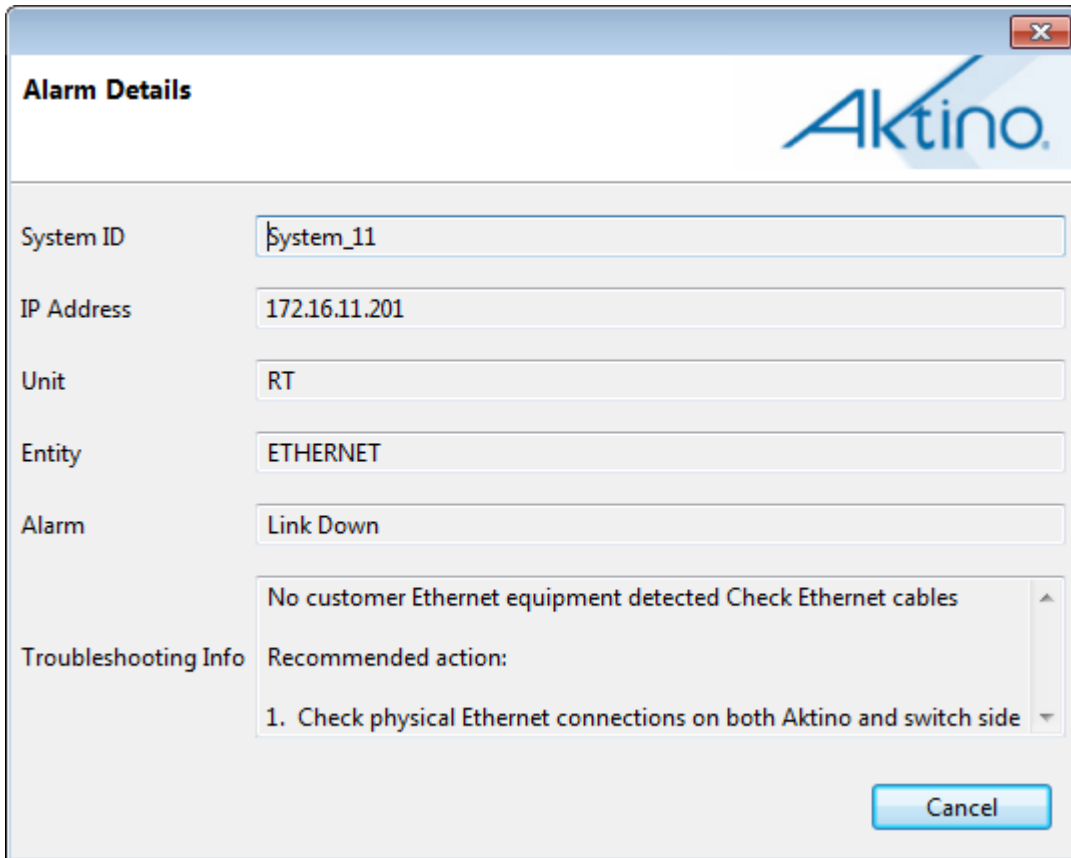 Alarm Details
Aktino®
System ID System_11
IP Address 172.16.11.201
Unit RT
Entity ETHERNET
Alarm Link Down
No customer Ethernet equipment detected Check Ethernet cables
Troubleshooting Info Recommended action:
1. Check physical Ethernet connections on both Aktino and switch side
Cancel